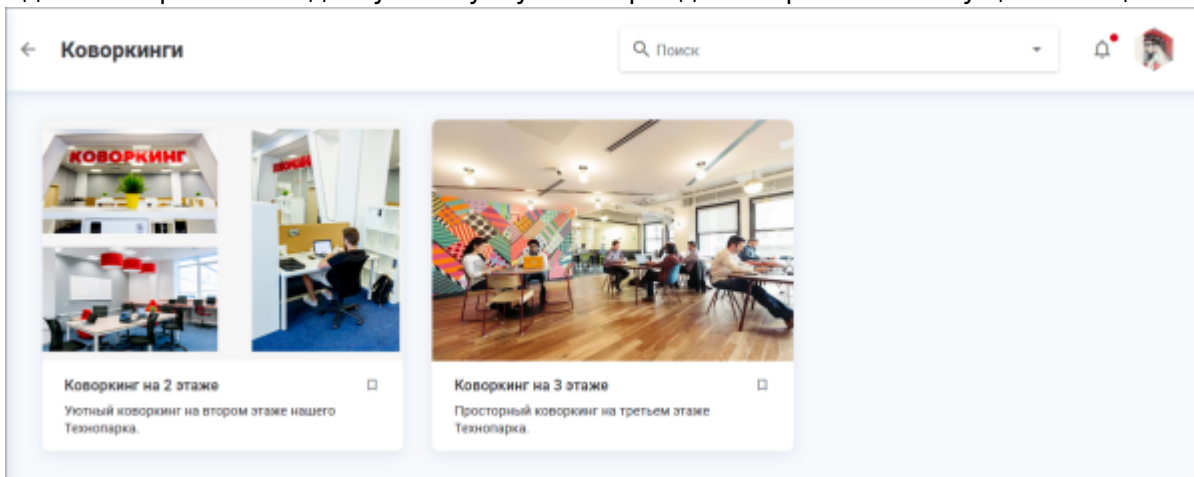 Коворкинги
Поиск
КОВОРКИНГ
Коворкинг на 2 этаже
Уютный коворкинг на втором этаже нашего
Технопарка.
Коворкинг на 3 этаже
Просторный коворкинг на третьем этаже
Технопарка.